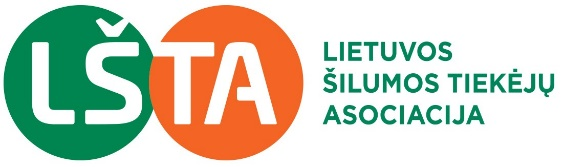 LŠTA
LIETUVOS
ŠILUMOS TIEKĖJŲ
ASOCIACIJA